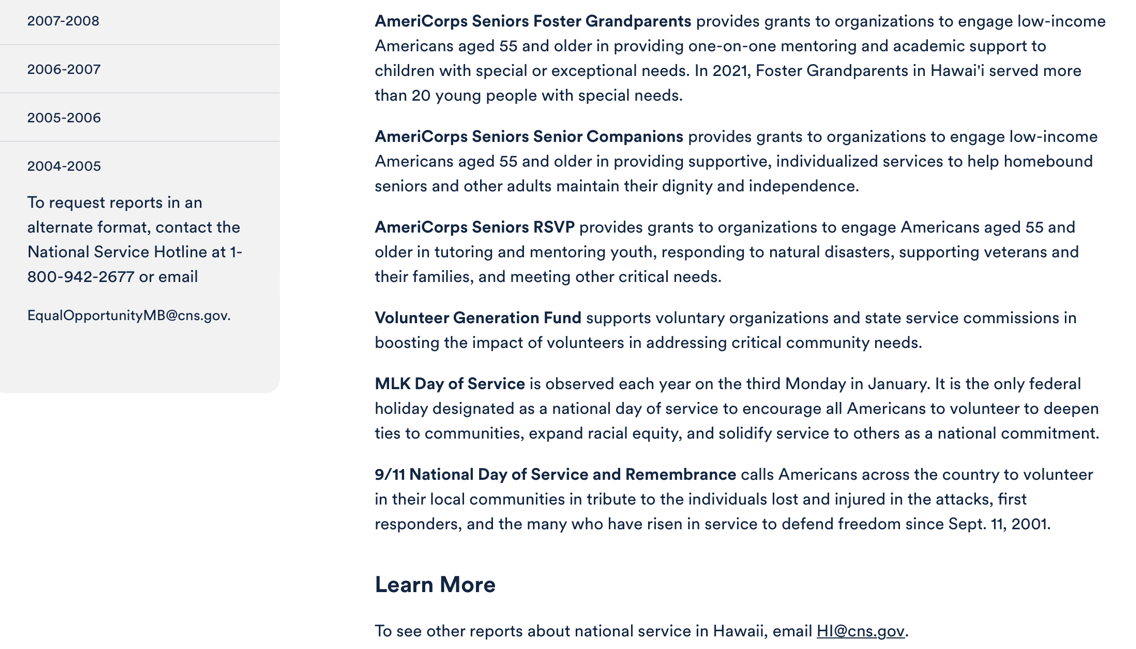 2007-2008
2006-2007
2005-2006
2004-2005
To request reports in an
alternate format, contact the
National Service Hotline at 1-
800-942-2677 or email
EqualOpportunityMB@cns.gov.
AmeriCorps Seniors Foster Grandparents provides grants to organizations to engage low-income
Americans aged 55 and older in providing one-on-one mentoring and academic support to
children with special or exceptional needs. In 2021, Foster Grandparents in Hawai'i served more
than 20 young people with special needs.
AmeriCorps Seniors Senior Companions provides grants to organizations to engage low-income
Americans aged 55 and older in providing supportive, individualized services to help homebound
seniors and other adults maintain their dignity and independence.
AmeriCorps Seniors RSVP provides grants to organizations to engage Americans aged 55 and
older in tutoring and mentoring youth, responding to natural disasters, supporting veterans and
their families, and meeting other critical needs.
Volunteer Generation Fund supports voluntary organizations and state service commissions in
boosting the impact of volunteers in addressing critical community needs.
MLK Day of Service is observed each year on the third Monday in January. It is the only federal
holiday designated as a national day of service to encourage all Americans to volunteer to deepen
ties to communities, expand racial equity, and solidify service to others as a national commitment.
9/11 National Day of Service and Remembrance calls Americans across the country to volunteer
in their local communities in tribute to the individuals lost and injured in the attacks, first
responders, and the many who have risen in service to defend freedom since Sept. 11, 2001.
Learn More
To see other reports about national service in Hawaii, email HI@cns.gov.